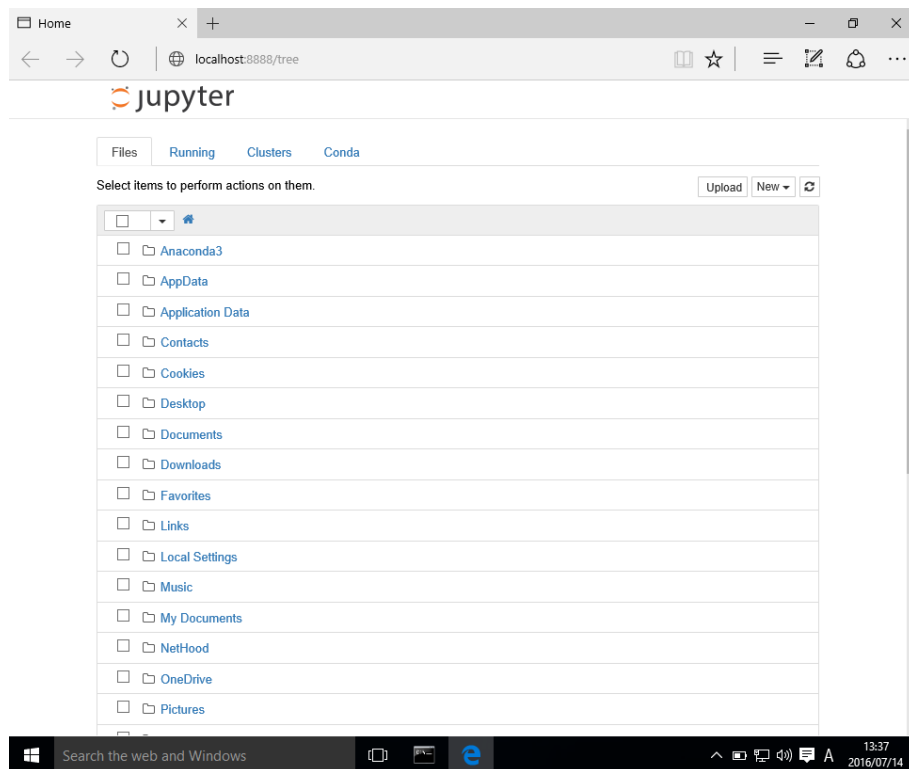 Home
localhost:8888/tree
jupyter
Files Running Clusters Conda
Select items to perform actions on them.
Upload New
Anaconda3
AppData
Application Data
Contacts
Cookies
Desktop
Documents
Downloads
Favorites
Links
Local Settings
Music
My Documents
NetHood
OneDrive
Pictures
Search the web and Windows
A
13:37
2016/07/14